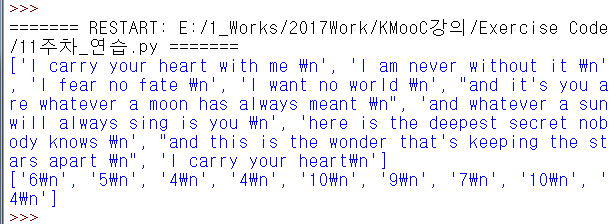 >>>
======= RESTART: E:/1_Works/2017Work/KMooC강의/Exercise Code
/11주차_연습.py =======
['I carry your heart with me ₩n', 'I am never without it ₩n'
, 'I fear no fate ₩n', 'I want no world ₩n', "and it's you a
re whatever a moon has always meant ₩n", 'and whatever a sun
will always sing is you ₩n', 'here is the deepest secret nob
ody knows ₩n', "and this is the wonder that's keeping the st
ars apart ₩n", 'I carry your heart₩n']
['6₩n', '5₩n', '4₩n', '4₩n', '10₩n', '9₩n', '7₩n', '10₩n', '
4₩n']
>>>